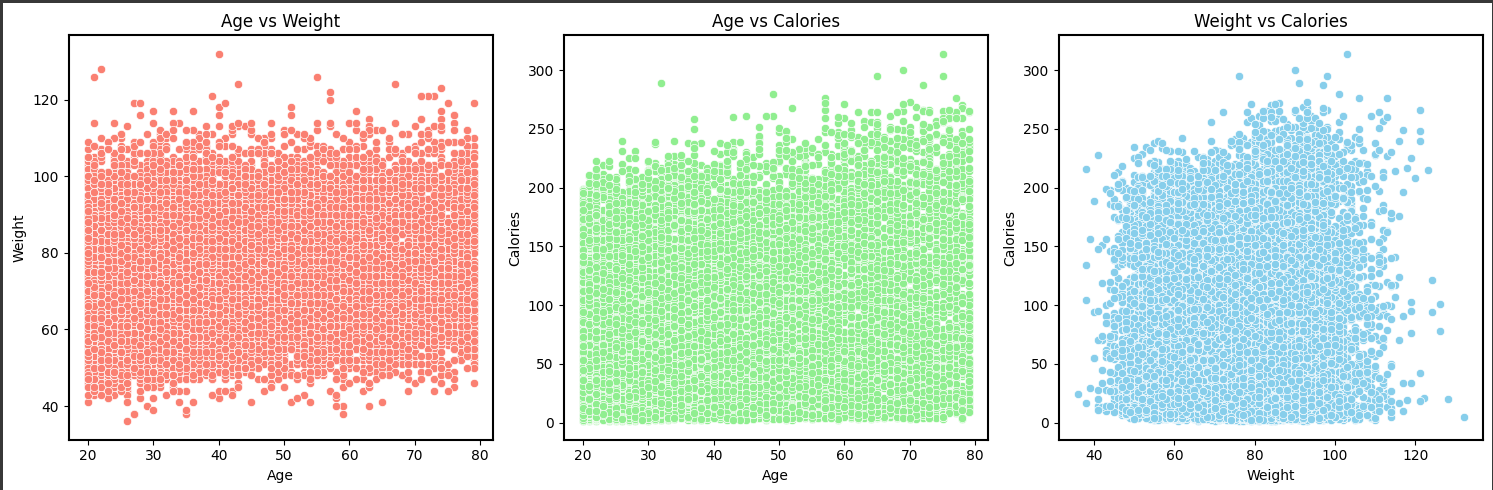 Age vs Weight
120
100
80
60
40
Weight
20 30 40 50 60 70 80
Age
Age vs Calories
300
250
200
150
100
50
0
Calories
20 30 40 50 60 70 80
Age
Weight vs Calories
300
250
200
150
100
50
0
Calories
40 60 80 100 120
Weight